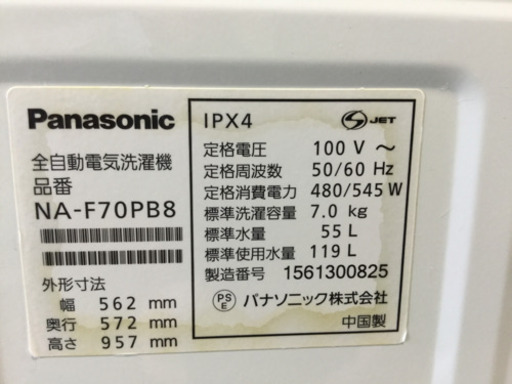 Panasonic
全自動電気洗濯機
品番
NA-F70PB8
外形寸法
幅 562 mm
奥行 572 mm
高さ 957 mm
IPX4
S JET
定格電圧 100 V ～
定格周波数 50/60 Hz
定格消費電力 480/545 W
標準洗濯容量 7.0 kg
標準水量 55 L
標準使用水量 119 L
製造番号 1561300825
PS E パナソニック株式会社
中国製